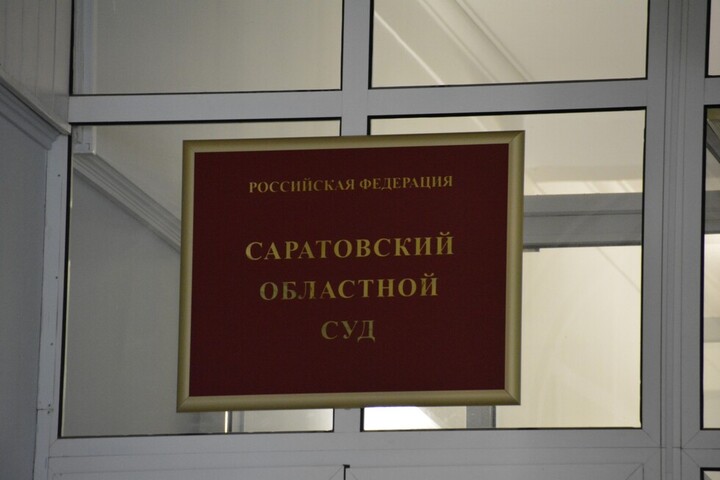 РОССИЙСКАЯ ФЕДЕРАЦИЯ
САРАТОВСКИЙ
ОБЛАСТНОЙ
СУД